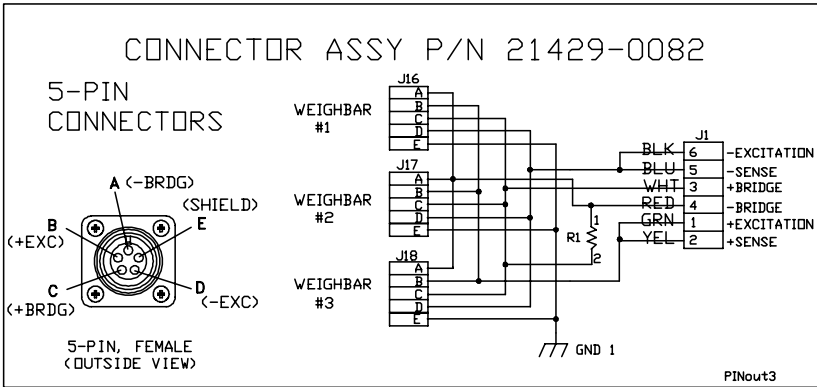 CONNECTOR ASSY P/N 21429-0082
5-PIN
CONNECTORS
A (-BRDG)
(SHIELD)
B
E
(+EXC)
C
(+BRDG)
D
(-EXC)
5-PIN, FEMALE
(OUTSIDE VIEW)
WEIGHBAR
#1
J16
A
B
C
D
E
WEIGHBAR
#2
J17
A
B
C
D
E
WEIGHBAR
#3
J18
A
B
C
D
E
R1
1
2
GND 1
J1
BLK 6 -EXCITATION
BLU 5 -SENSE
WHT 3 +BRIDGE
RED 4 -BRIDGE
GRN 1 +EXCITATION
YEL 2 +SENSE
PINout3